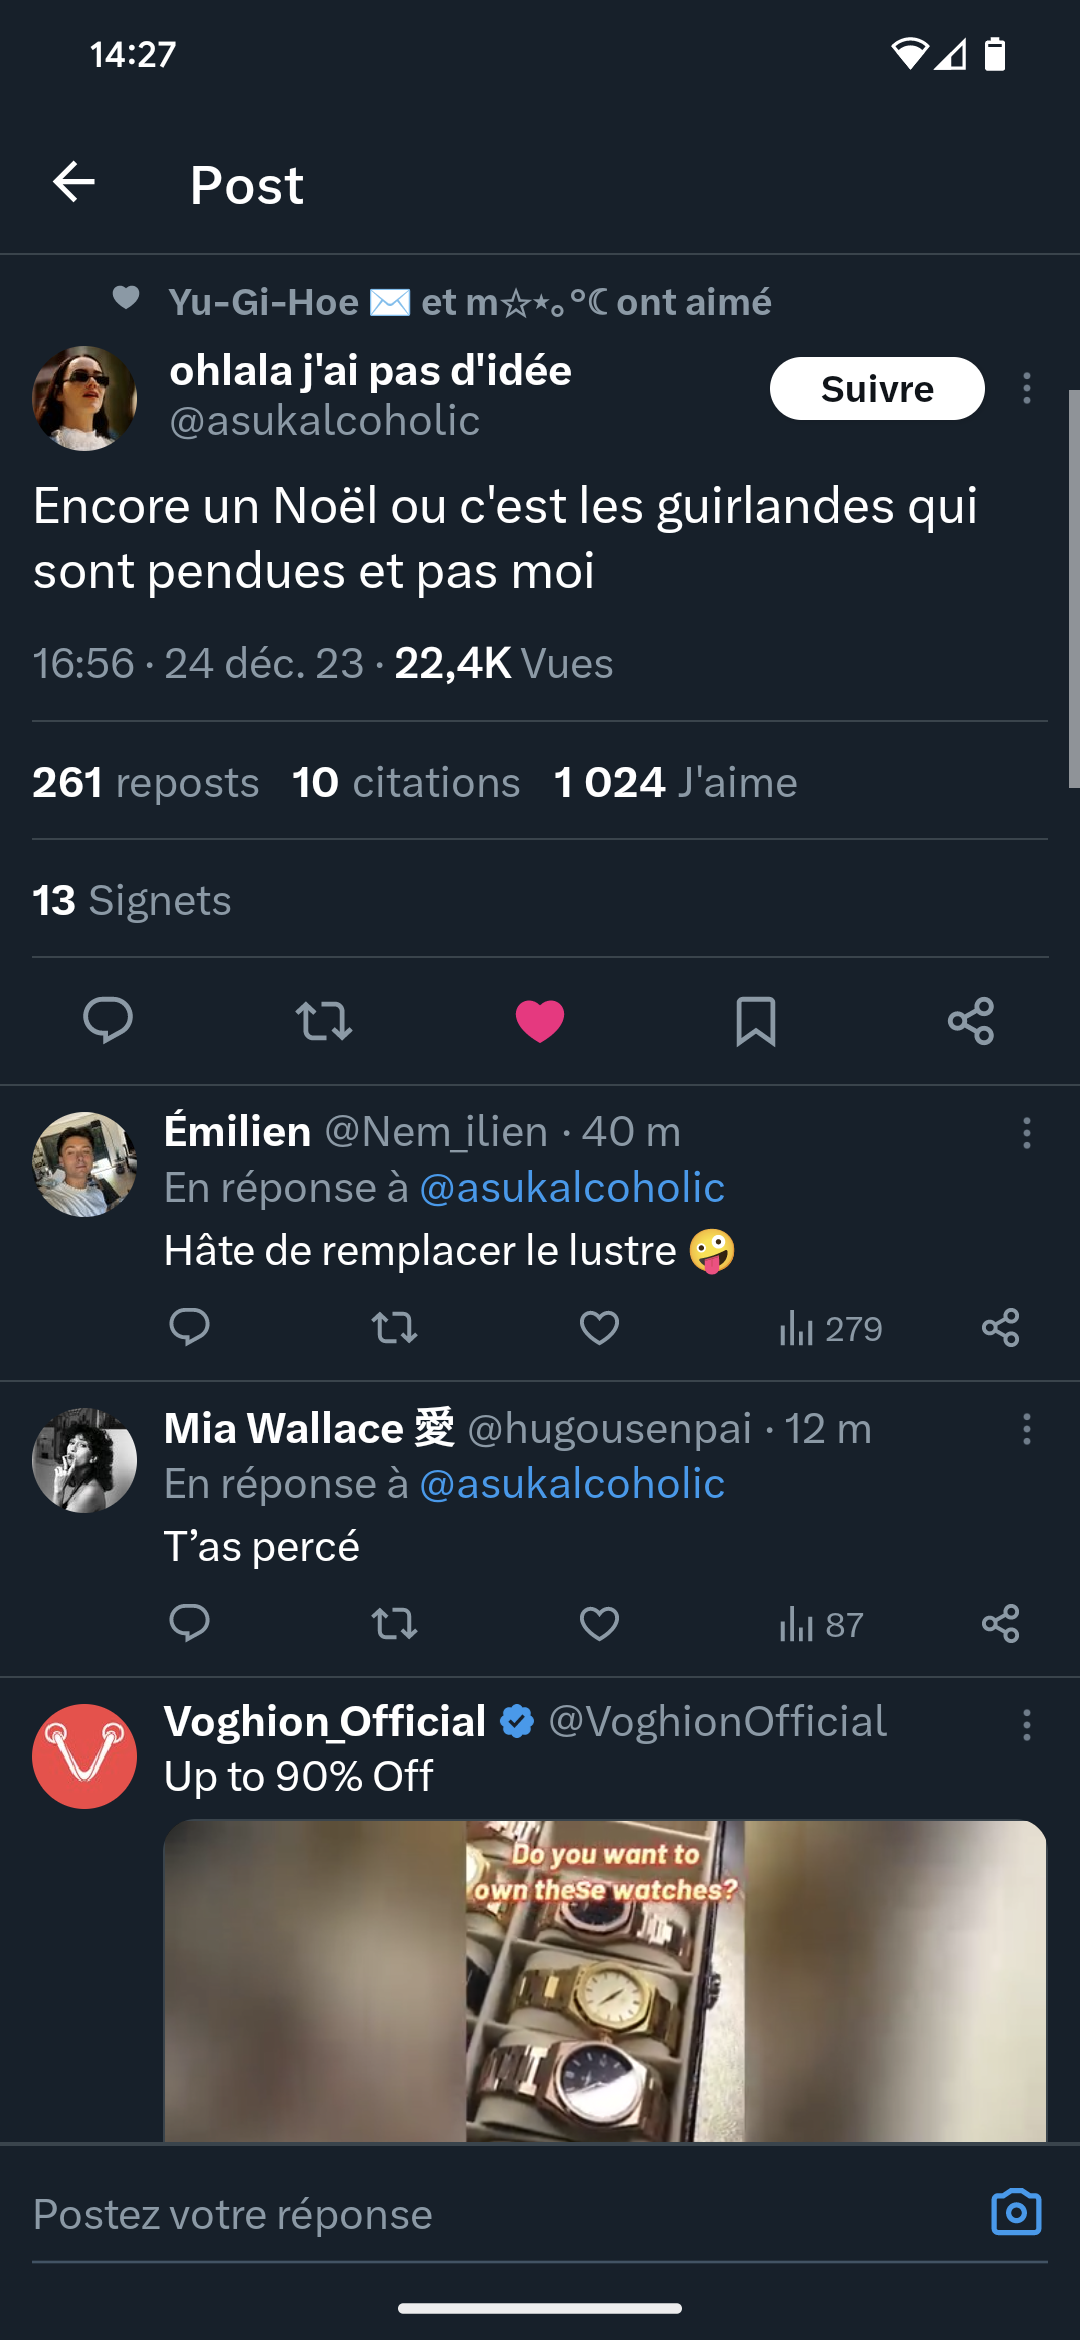 14:27
Post
Yu-Gi-Hoe ✉️ et m☆⋆｡°☾ ont aimé
ohlala j'ai pas d'idée
@asukalcoholic
Suivre
Encore un Noël ou c'est les guirlandes qui
sont pendues et pas moi
16:56 · 24 déc. 23 · 22,4K Vues
261 reposts 10 citations 1 024 J'aime
13 Signets
Émilien @Nem_ilien · 40 m
En réponse à @asukalcoholic
Hâte de remplacer le lustre 🤪
279
Mia Wallace 愛 @hugousenpai · 12 m
En réponse à @asukalcoholic
T’as percé
87
Voghion_Official @VoghionOfficial
Up to 90% Off
Do you want to
own theSe watches?
Postez votre réponse